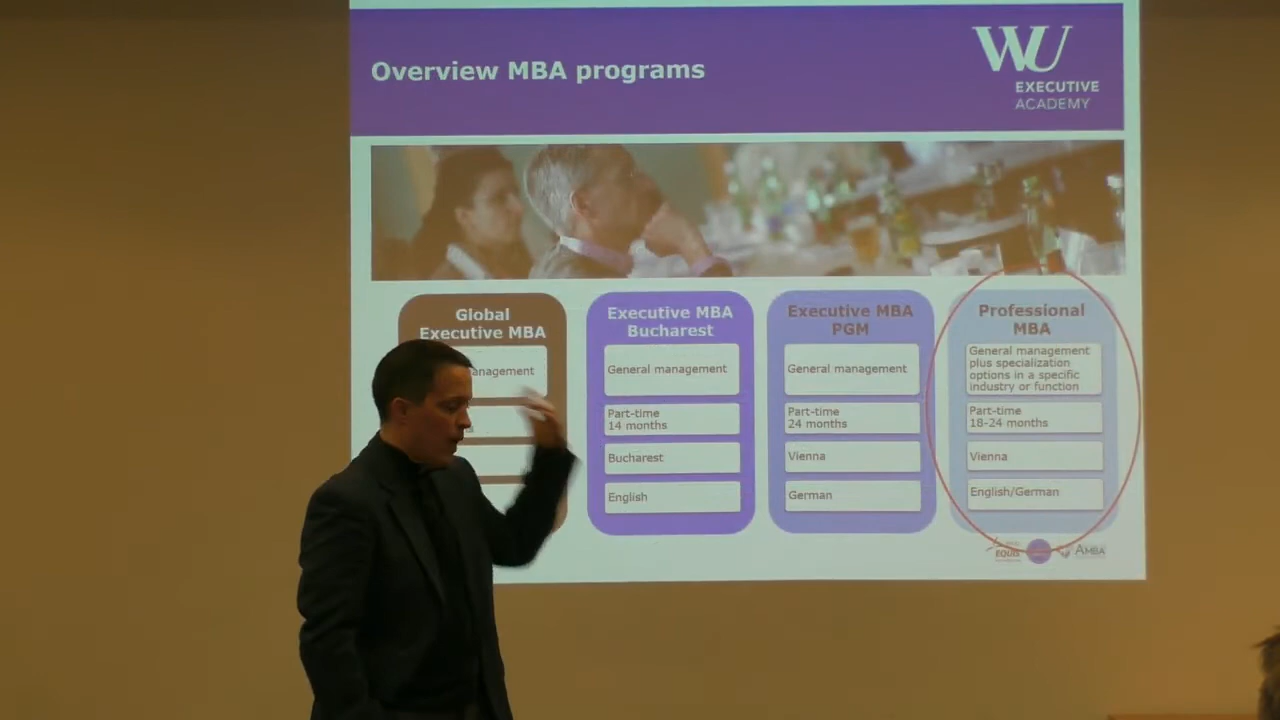 Overview MBA programs
WU
EXECUTIVE
ACADEMY
Global
Executive MBA
anagement
Executive MBA
Bucharest
General management
Part-time
14 months
Bucharest
English
Executive MBA
PGM
General management
Part-time
24 months
Vienna
German
Professional
MBA
General management
plus specialization
options in a specific
industry or function
Part-time
18-24 months
Vienna
English/German
EQUIS
AMBA